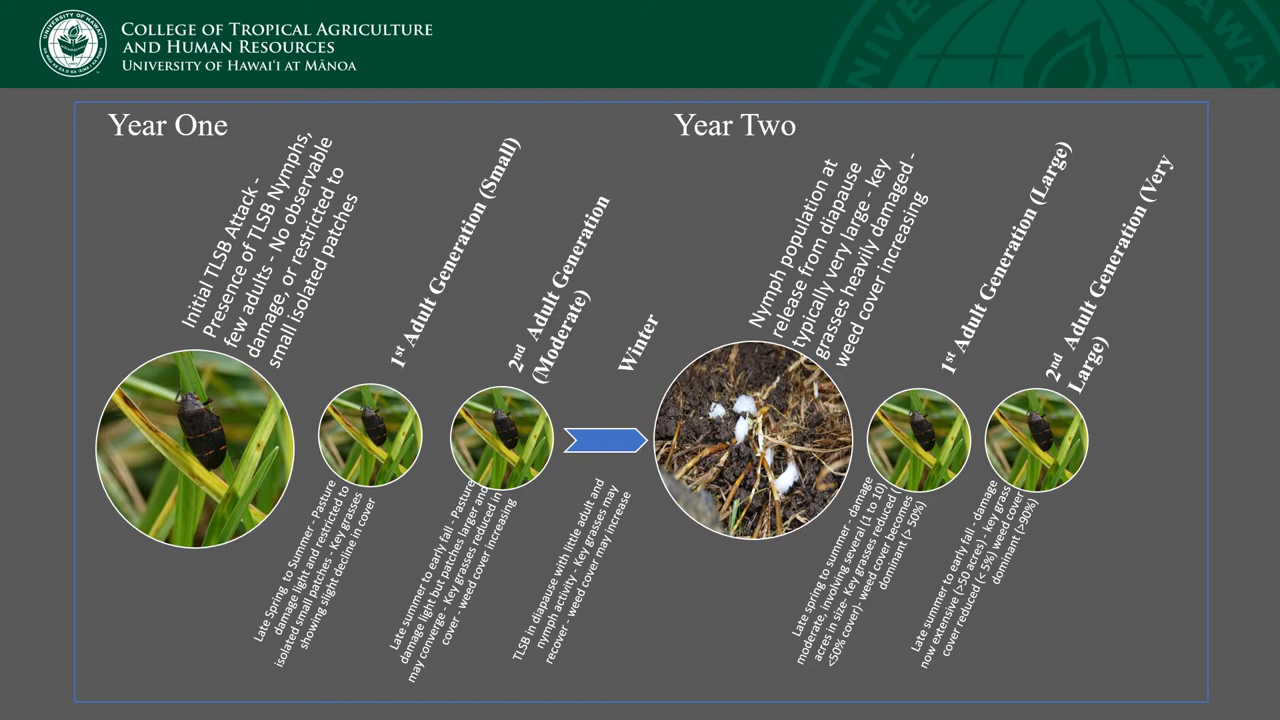 UNIVERSITY OF HAWAI'I
COLLEGE OF TROPICAL AGRICULTURE
AND HUMAN RESOURCES
UNIVERSITY OF HAWAIʻI AT MĀNOA
Year One
Initial TLSB Attack -
Presence of TLSB Nymphs,
few adults - No observable
damage, or restricted to
small isolated patches
1st Adult Generation (Small)
2nd Adult Generation
(Moderate)
Winter
Late Spring to Summer - Pasture
damage light and restricted to
isolated small patches - Key grasses
showing slight decline in cover
Late summer to early fall - Pasture
damage light but patches larger and
may converge - Key grasses reduced in
cover - weed cover increasing
TLSB in diapause with little adult and
nymph activity - Key grasses may
recover - weed cover may increase
Year Two
Nymph population at
release from diapause
typically very large - key
grasses heavily damaged -
weed cover increasing
1st Adult Generation (Large)
2nd Adult Generation (Very
Large)
Late spring to summer - damage
moderate, involving several (1 to 10)
acres in size- Key grasses reduced (
<50% cover)- weed cover becomes
dominant (> 50%)
Late summer to early fall - damage
now extensive (>50 acres) - Key grass
cover reduced (< 5%) weed cover
dominant (>90%)